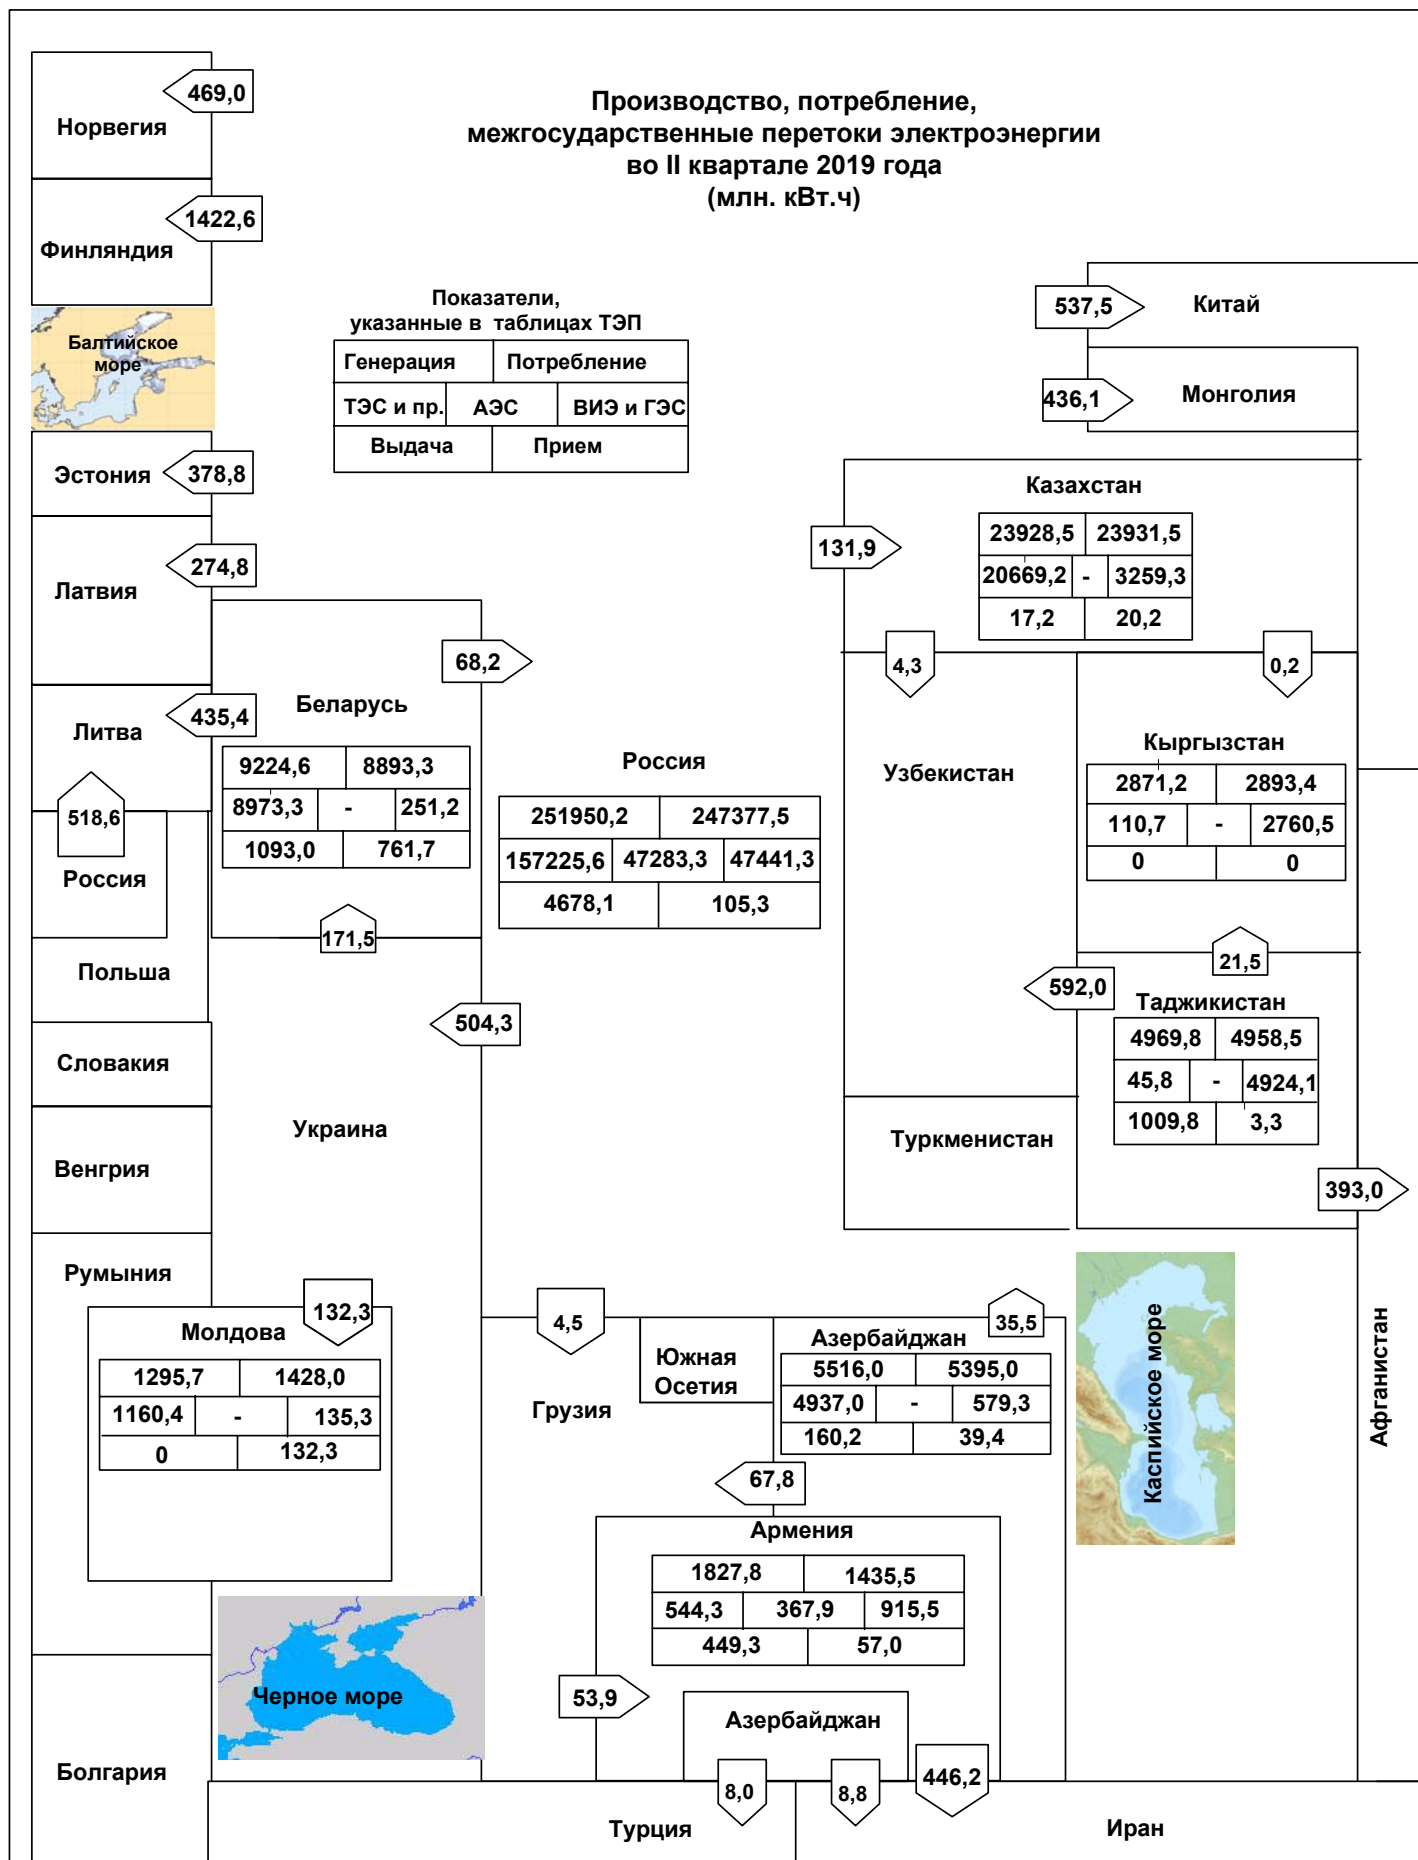 Производство, потребление,
межгосударственные перетоки электроэнергии
во II квартале 2019 года
(млн. кВт.ч)
Норвегия
469,0
Финляндия
1422,6
Балтийское
море
Показатели,
указанные в таблицах ТЭП
Генерация Потребление
ТЭС и пр. АЭС ВИЭ и ГЭС
Выдача Прием
537,5
Китай
436,1
Монголия
Эстония
378,8
Латвия
274,8
Казахстан
131,9
23928,5 23931,5
20669,2 - 3259,3
17,2 20,2
4,3
0,2
68,2
Литва
435,4
518,6
Россия
Беларусь
9224,6 8893,3
8973,3 - 251,2
1093,0 761,7
171,5
Россия
251950,2 247377,5
157225,6 47283,3 47441,3
4678,1 105,3
Узбекистан
Кыргызстан
2871,2 2893,4
110,7 - 2760,5
0 0
21,5
592,0
Таджикистан
4969,8 4958,5
45,8 - 4924,1
1009,8 3,3
393,0
Польша
504,3
Словакия
Украина
Туркменистан
Венгрия
Румыния
132,3
Молдова
1295,7 1428,0
1160,4 - 135,3
0 132,3
4,5
35,5
Южная
Осетия
Грузия
Азербайджан
5516,0 5395,0
4937,0 - 579,3
160,2 39,4
67,8
Каспийское море
Афганистан
Армения
1827,8 1435,5
544,3 367,9 915,5
449,3 57,0
53,9
Азербайджан
Черное море
Болгария
8,0
8,8
446,2
Турция
Иран